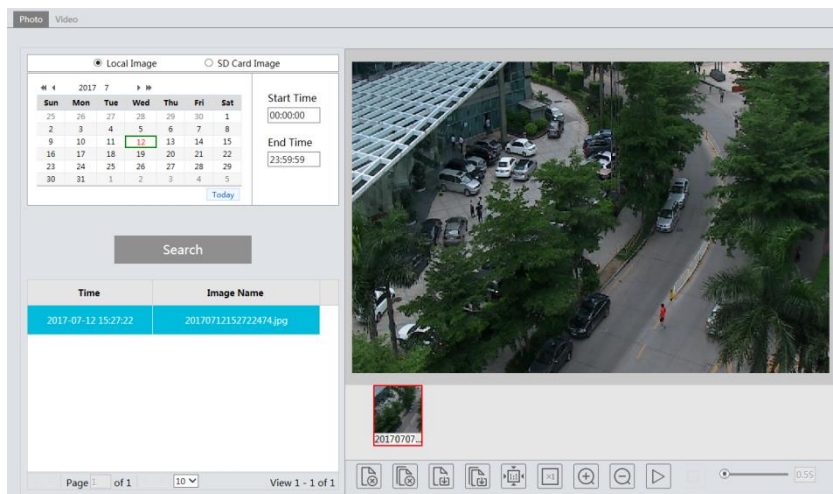 Photo Video
Local Image SD Card Image
2017 7
Sun Mon Tue Wed Thu Fri Sat
25 26 27 28 29 30 1
2 3 4 5 6 7 8
9 10 11 12 13 14 15
16 17 18 19 20 21 22
23 24 25 26 27 28 29
30 31 1 2 3 4 5
Today
Start Time
00:00:00
End Time
23:59:59
Search
Time Image Name
2017-07-12 15:27:22 20170712152722474.jpg
Page 1 of 1 10 View 1 - 1 of 1
20170707...
1:1 ×1 0.55